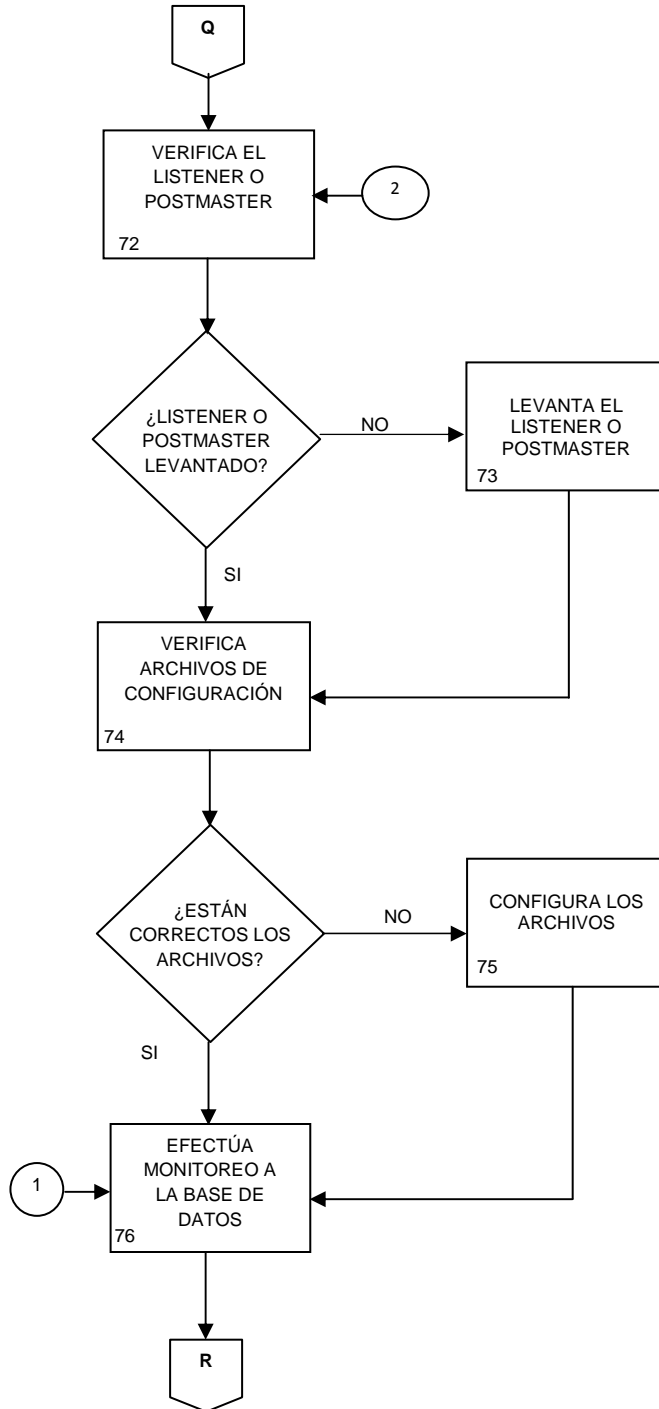 Q
VERIFICA EL
LISTENER O
POSTMASTER
72
2
¿LISTENER O
POSTMASTER
LEVANTADO?
NO
LEVANTA EL
LISTENER O
POSTMASTER
73
SI
VERIFICA
ARCHIVOS DE
CONFIGURACIÓN
74
¿ESTÁN
CORRECTOS LOS
ARCHIVOS?
NO
CONFIGURA LOS
ARCHIVOS
75
SI
EFECTÚA
MONITOREO A
LA BASE DE
DATOS
76
1
R